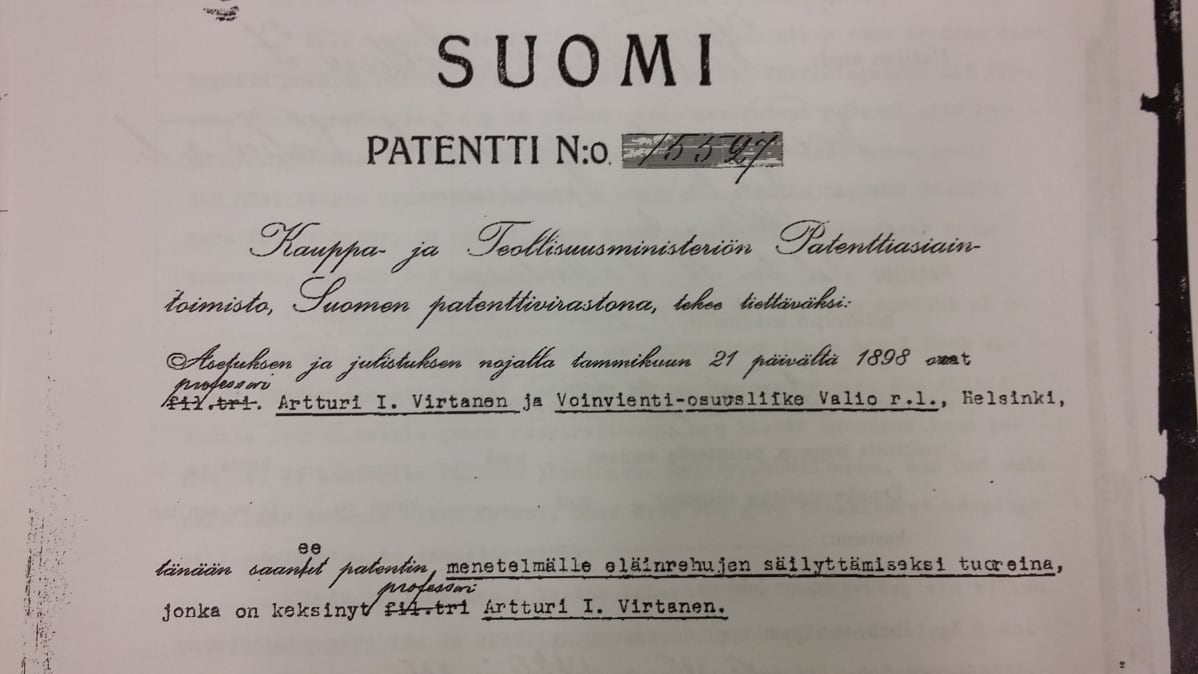 SUOMI
PATENTTI N:o 15527
Kauppa- ja Teollisuusministeriön Patenttiasiain-
toimisto, Suomen patenttivirastona, tekee tiettäväksi:
Asetuksen ja julistuksen nojalla tammikuun 21 päivältä 1898 ovat
professori
fil.tri. Artturi I. Virtanen ja Voinvienti-osuusliike Valio r.l., Helsinki,
ee
tänään saaneet patentin, menetelmälle eläinrehujen säilyttämiseksi tuoreina,
professori
jonka on keksinyt fil.tri Artturi I. Virtanen.